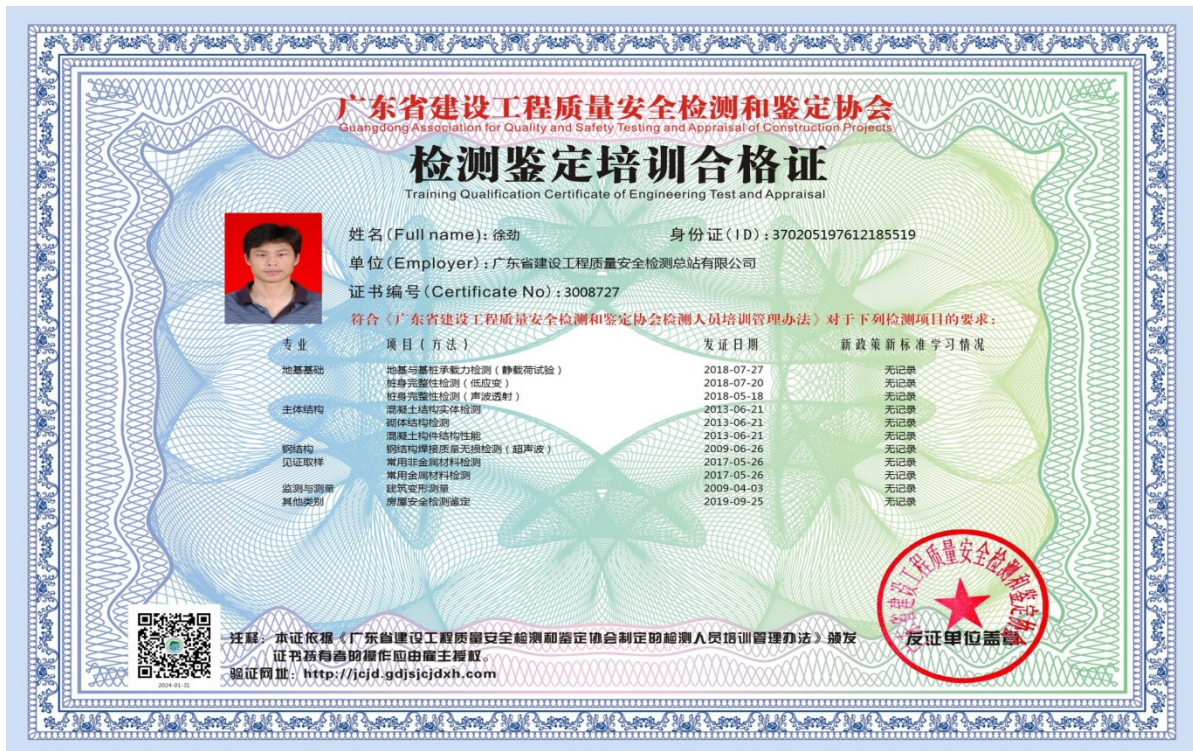 广东省建设工程质量安全检测和鉴定协会
Guangdong Association for Quality and Safety Testing and Appraisal of Construction Projects
检测鉴定培训合格证
Training Qualification Certificate of Engineering Test and Appraisal
姓名(Full name): 徐劲 身份证(ID):370205197612185519
单位(Employer):广东省建设工程质量安全检测总站有限公司
证书编号(Certificate No):3008727
符合《广东省建设工程质量安全检测和鉴定协会检测人员培训管理办法》对于下列检测项目的要求:
专业 项目(方法) 发证日期 新政策新标准学习情况
地基基础 地基与基桩承载力检测(静载荷试验) 2018-07-27 无记录
桩身完整性检测(低应变) 2018-07-20 无记录
桩身完整性检测(声波透射) 2018-05-18 无记录
主体结构 混凝土结构实体检测 2013-06-21 无记录
砌体结构检测 2013-06-21 无记录
混凝土构件结构性能 2013-06-21 无记录
钢结构 钢结构焊接质量无损检测(超声波) 2009-06-26 无记录
见证取样 常用非金属材料检测 2017-05-26 无记录
常用金属材料检测 2017-05-26 无记录
监测与测量 建筑变形测量 2009-04-03 无记录
其他类别 房屋安全检测鉴定 2019-09-25 无记录
广东省建设工程质量安全检测和鉴定协会
发证单位盖章
注释:本证依据《广东省建设工程质量安全检测和鉴定协会制定的检测人员培训管理办法》颁发
证书持有者的操作应由雇主授权。
验证网址:http://jcjd.gdjsjcjdxh.com
2024-01-31